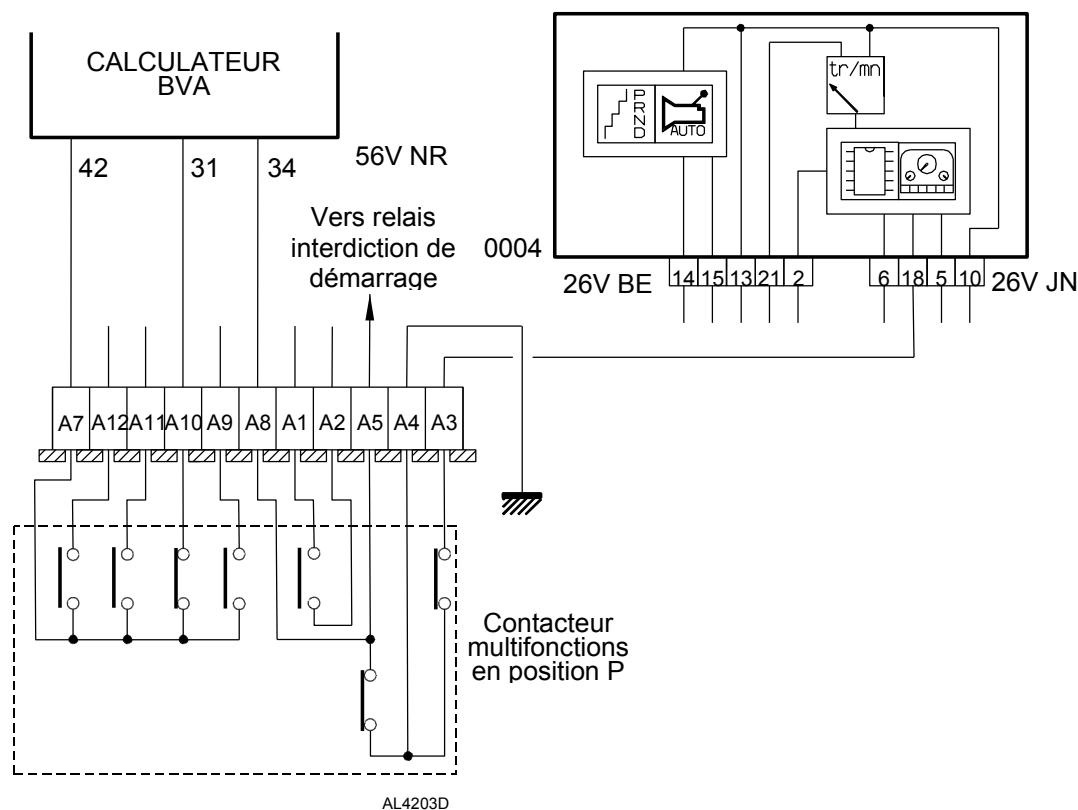 CALCULATEUR
BVA
42
31
34
56V NR
Vers relais
interdiction de
démarrage
0004
P
R
N
D
AUTO
tr/mn
26V BE
14
15
13
21
2
6
18
5
10
26V JN
A7
A12
A11
A10
A9
A8
A1
A2
A5
A4
A3
Contacteur
multifonctions
en position P
AL4203D